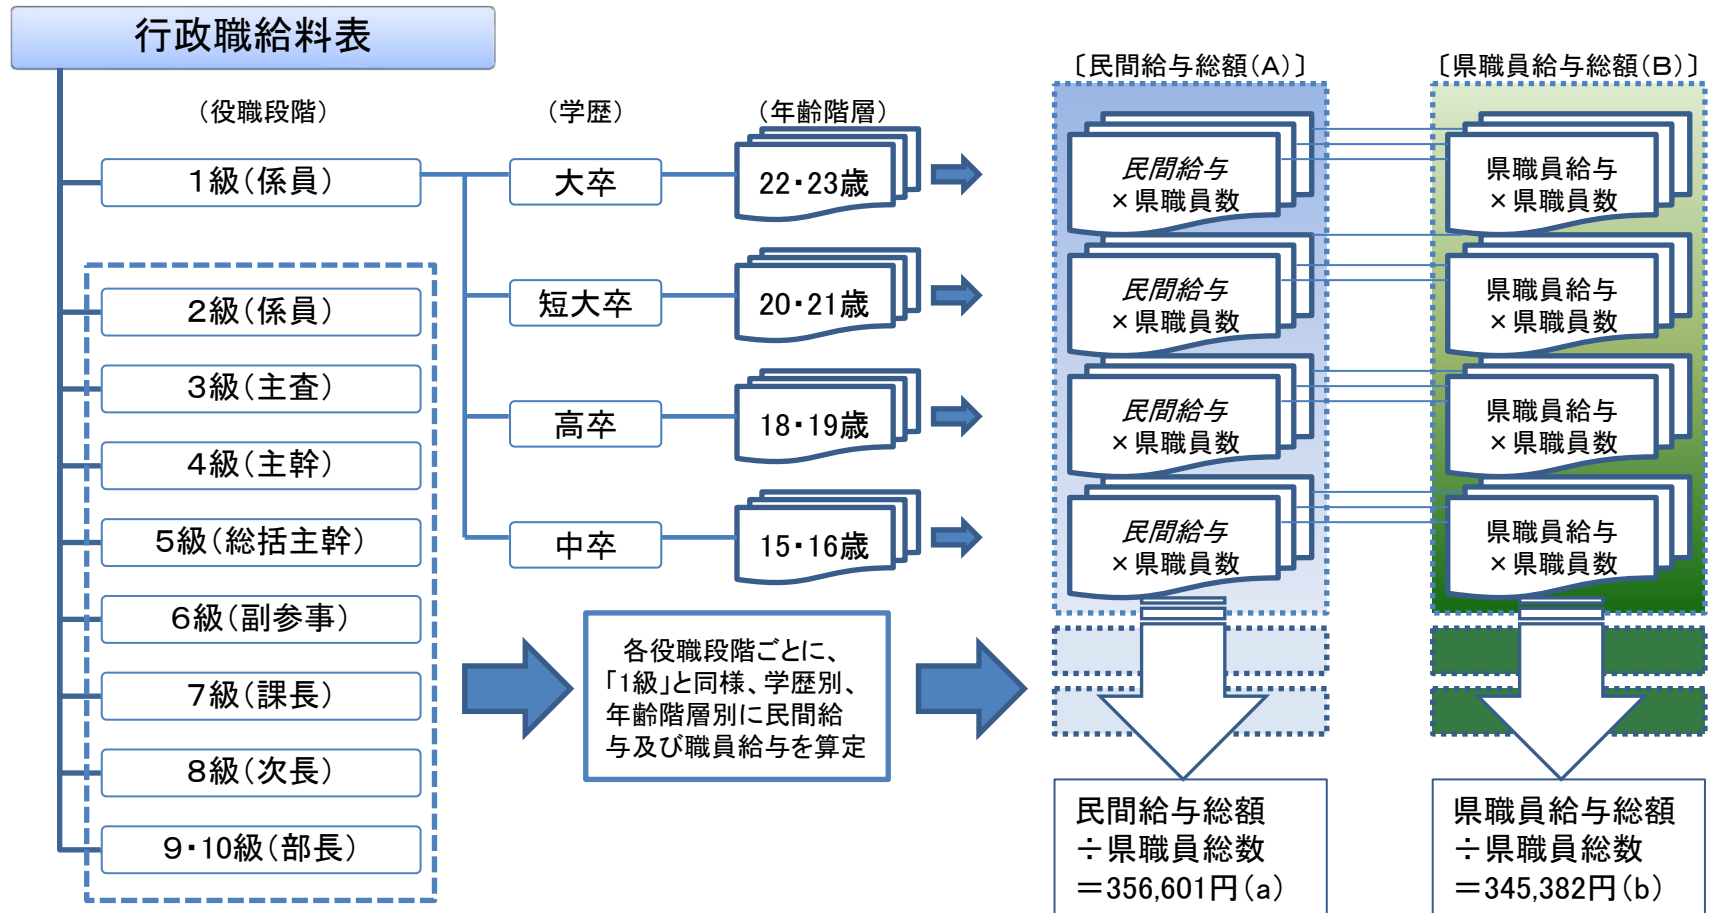 行政職給料表
〔民間給与総額(A)〕
〔県職員給与総額(B)〕
(役職段階)
(学歴)
(年齢階層)
1級(係員)
大卒
22・23歳
民間給与
×県職員数
県職員給与
×県職員数
2級(係員)
短大卒
20・21歳
民間給与
×県職員数
県職員給与
×県職員数
3級(主査)
高卒
18・19歳
民間給与
×県職員数
県職員給与
×県職員数
4級(主幹)
5級(総括主幹)
中卒
15・16歳
民間給与
×県職員数
県職員給与
×県職員数
6級(副参事)
7級(課長)
8級(次長)
9・10級(部長)
各役職段階ごとに、
「1級」と同様、学歴別、
年齢階層別に民間給
与及び職員給与を算定
民間給与総額
÷県職員総数
=356,601円(a)
県職員給与総額
÷県職員総数
=345,382円(b)